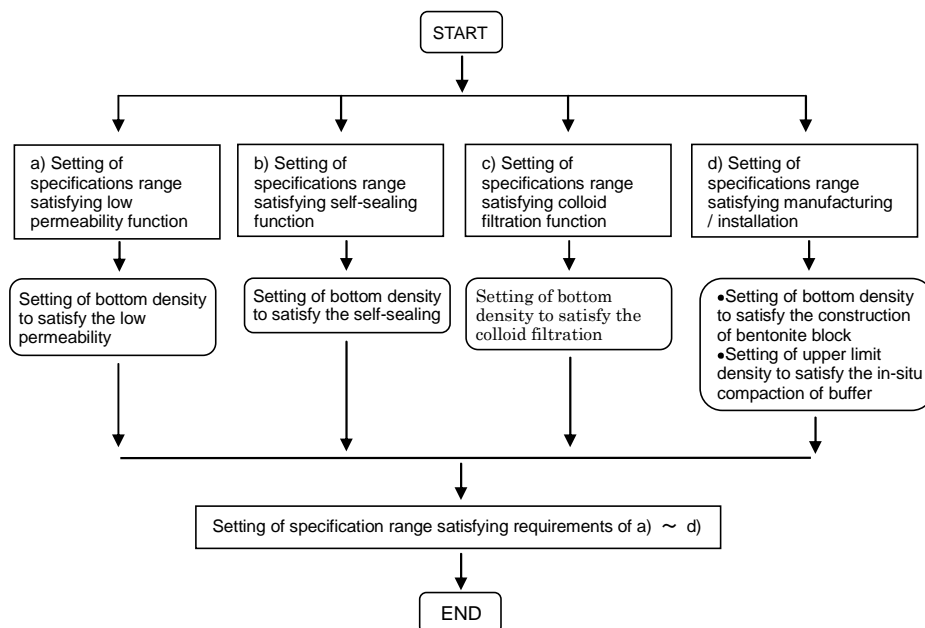 START
a) Setting of
specifications range
satisfying low
permeability function
b) Setting of
specifications range
satisfying self-sealing
function
c) Setting of
specifications range
satisfying colloid
filtration function
d) Setting of
specifications range
satisfying manufacturing
/ installation
Setting of bottom density
to satisfy the low
permeability
Setting of bottom density
to satisfy the self-sealing
Setting of bottom
density to satisfy the
colloid filtration
•Setting of bottom density
to satisfy the construction
of bentonite block
•Setting of upper limit
density to satisfy the in-situ
compaction of buffer
Setting of specification range satisfying requirements of a) ～ d)
END